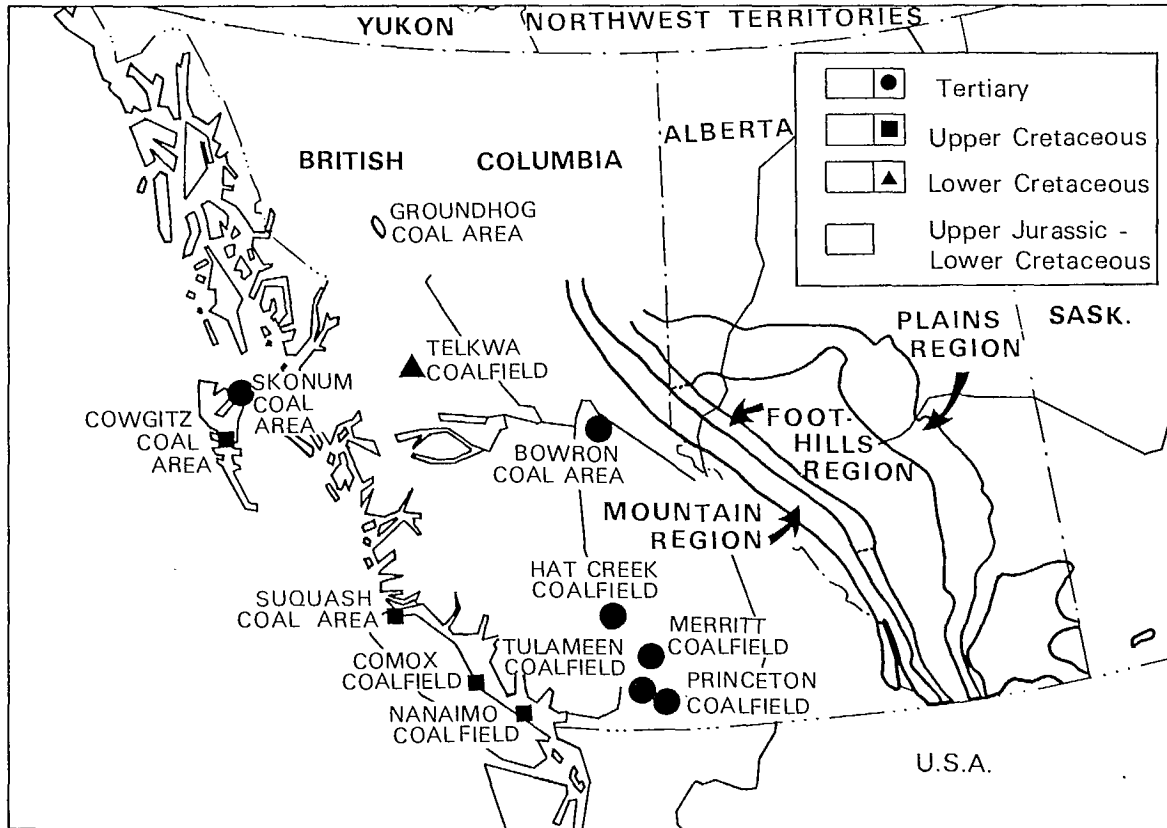 YUKON
NORTHWEST TERRITORIES
Tertiary
Upper Cretaceous
Lower Cretaceous
Upper Jurassic -
Lower Cretaceous
ALBERTA
BRITISH COLUMBIA
GROUNDHOG
COAL AREA
SASK.
PLAINS
REGION
TELKWA
COALFIELD
SKONUM
COAL
AREA
COWGITZ
COAL
AREA
FOOT-
HILLS
REGION
BOWRON
COAL AREA
MOUNTAIN
REGION
HAT CREEK
COALFIELD
SUQUASH
COAL AREA
MERRITT
COALFIELD
TULAMEEN
COALFIELD
COMOX
COALFIELD
PRINCETON
COALFIELD
NANAIMO
COALFIELD
U.S.A.